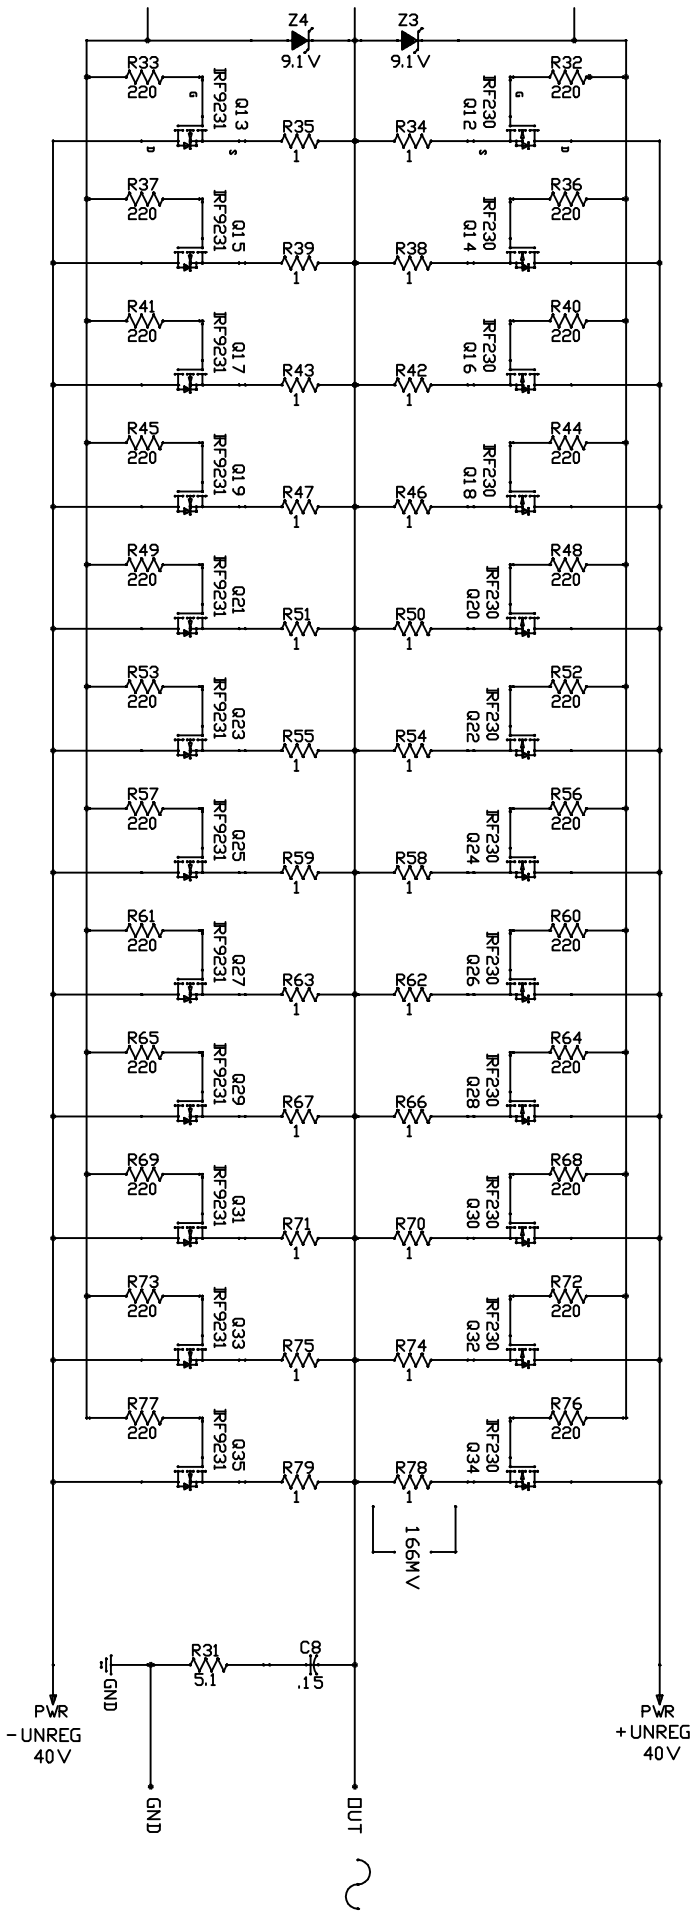 Z4 Z3
9.1V 9.1V
R33 220 IRF9231 Q13 G D S R35 1 R34 1 Q12 IRF230 G S D R32 220
R37 220 IRF9231 Q15 R39 1 R38 1 Q14 IRF230 R36 220
R41 220 IRF9231 Q17 R43 1 R42 1 Q16 IRF230 R40 220
R45 220 IRF9231 Q19 R47 1 R46 1 Q18 IRF230 R44 220
R49 220 IRF9231 Q21 R51 1 R50 1 Q20 IRF230 R48 220
R53 220 IRF9231 Q23 R55 1 R54 1 Q22 IRF230 R52 220
R57 220 IRF9231 Q25 R59 1 R58 1 Q24 IRF230 R56 220
R61 220 IRF9231 Q27 R63 1 R62 1 Q26 IRF230 R60 220
R65 220 IRF9231 Q29 R67 1 R66 1 Q28 IRF230 R64 220
R69 220 IRF9231 Q31 R71 1 R70 1 Q30 IRF230 R68 220
R73 220 IRF9231 Q33 R75 1 R74 1 Q32 IRF230 R72 220
R77 220 IRF9231 Q35 R79 1 R78 1 Q34 IRF230 R76 220
166MV
R31 5.1 C8 .15
GND
PWR
-UNREG
40V
PWR
+UNREG
40V
GND
OUT